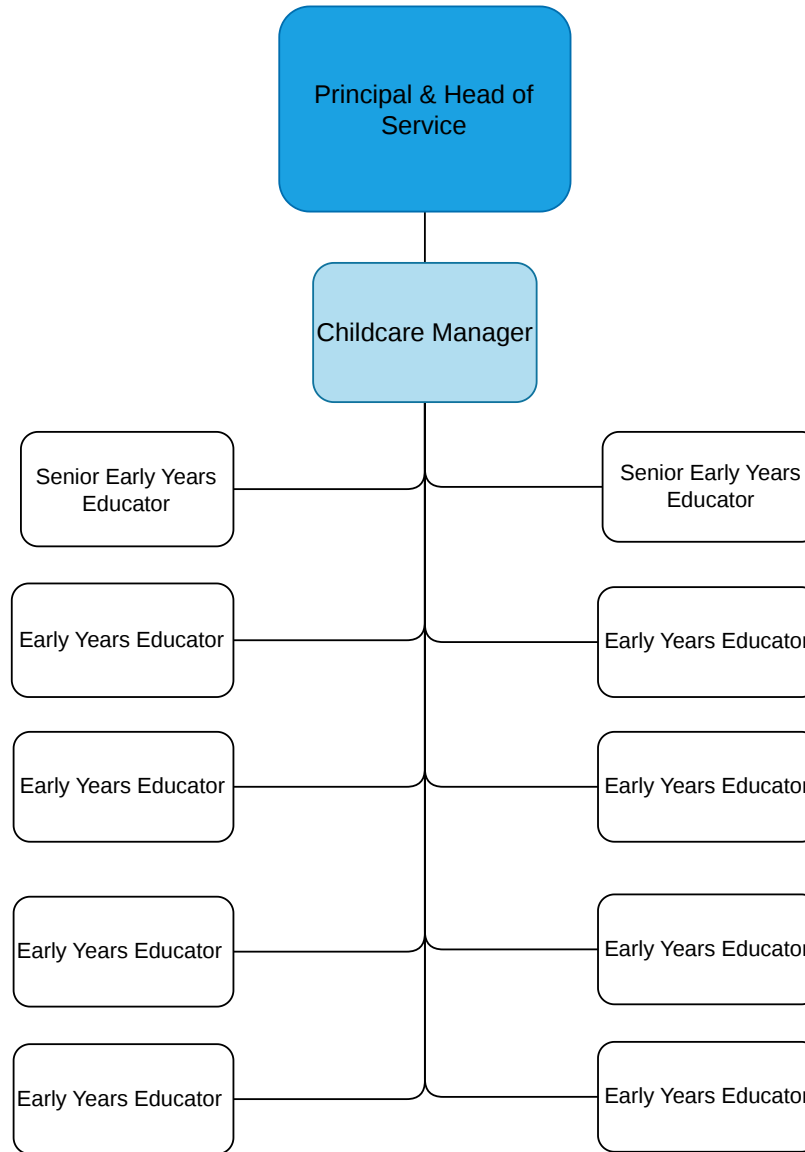 Principal & Head of
Service
Childcare Manager
Senior Early Years
Educator
Senior Early Years
Educator
Early Years Educator
Early Years Educator
Early Years Educator
Early Years Educator
Early Years Educator
Early Years Educator
Early Years Educator
Early Years Educator